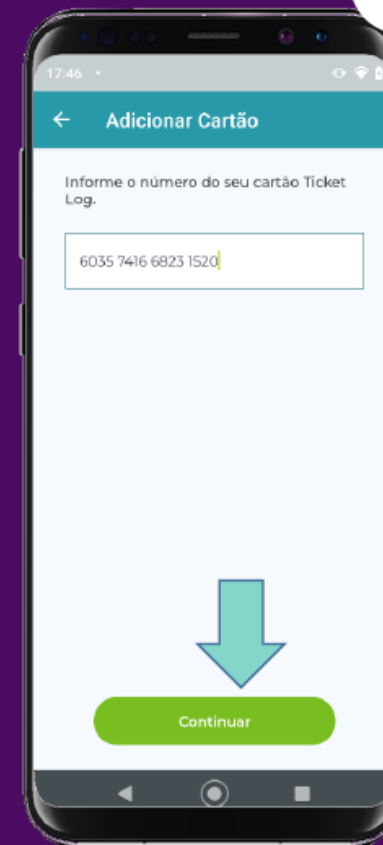 17:46
Adicionar Cartão
Informe o número do seu cartão Ticket
Log.
6035 7416 6823 1520
Continuar